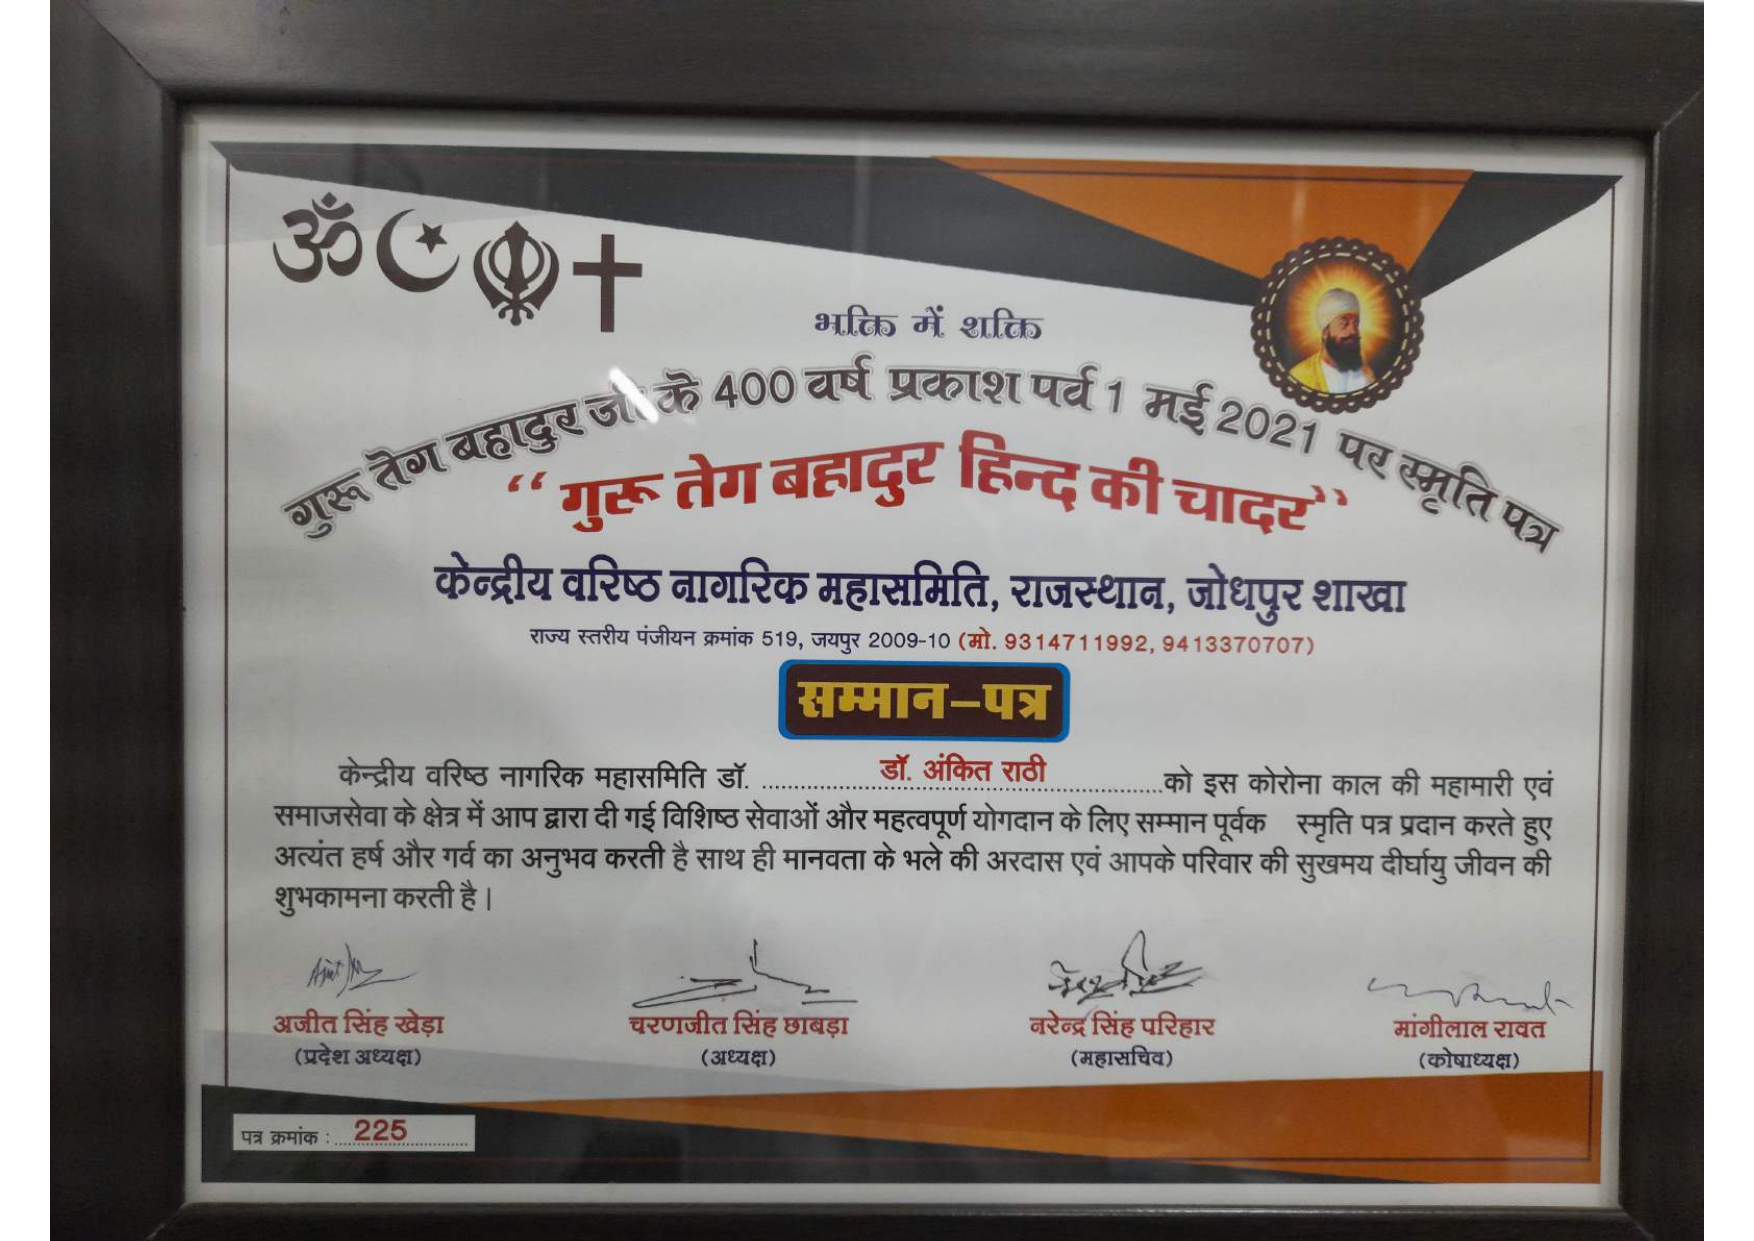 ॐ
भक्ति में शक्ति
गुरू तेग बहादुर जी के 400 वर्ष प्रकाश पर्व 1 मई 2021 पर स्मृति पत्र
“गुरू तेग बहादुर हिन्द की चादर”
केन्द्रीय वरिष्ठ नागरिक महासमिति, राजस्थान, जोधपुर शाखा
राज्य स्तरीय पंजीयन क्रमांक 519, जयपुर 2009-10 (मो. 9314711992, 9413370707)
सम्मान-पत्र
केन्द्रीय वरिष्ठ नागरिक महासमिति डॉ. डॉ. अंकित राठी को इस कोरोना काल की महामारी एवं
समाजसेवा के क्षेत्र में आप द्वारा दी गई विशिष्ठ सेवाओं और महत्वपूर्ण योगदान के लिए सम्मान पूर्वक स्मृति पत्र प्रदान करते हुए
अत्यंत हर्ष और गर्व का अनुभव करती है साथ ही मानवता के भले की अरदास एवं आपके परिवार की सुखमय दीर्घायु जीवन की
शुभकामना करती है।
अजीत सिंह खेड़ा चरणजीत सिंह छाबड़ा नरेन्द्र सिंह परिहार मांगीलाल रावत
(प्रदेश अध्यक्ष) (अध्यक्ष) (महासचिव) (कोषाध्यक्ष)
पत्र क्रमांक : 225